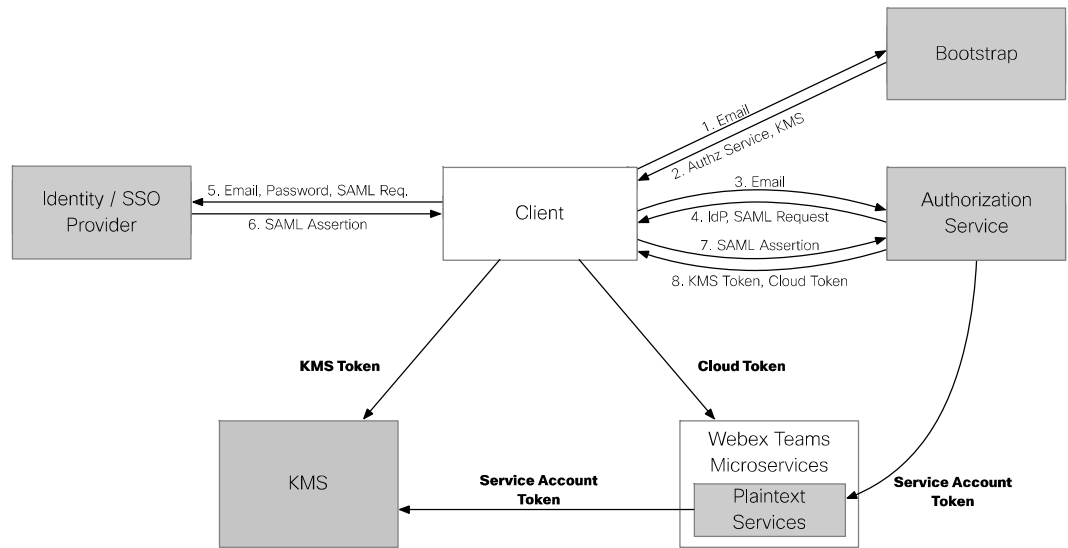 Bootstrap
1. Email
2. Authz Service, KMS
Identity / SSO
Provider
5. Email, Password, SAML Req.
6. SAML Assertion
Client
3. Email
4. IdP, SAML Request
7. SAML Assertion
8. KMS Token, Cloud Token
Authorization
Service
KMS Token
Cloud Token
KMS
Service Account
Token
Webex Teams
Microservices
Plaintext
Services
Service Account
Token